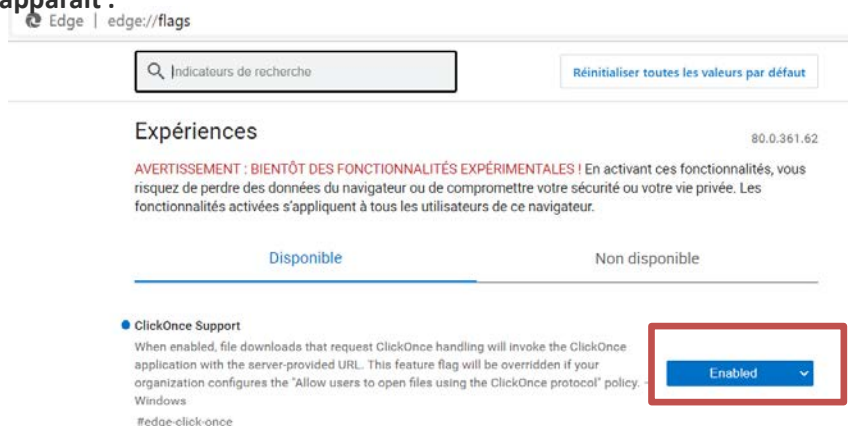 apparaît :
Edge | edge://flags
Indicateurs de recherche
Réinitialiser toutes les valeurs par défaut
Expériences
80.0.361.62
AVERTISSEMENT : BIENTÔT DES FONCTIONNALITÉS EXPÉRIMENTALES ! En activant ces fonctionnalités, vous
risquez de perdre des données du navigateur ou de compromettre votre sécurité ou votre vie privée. Les
fonctionnalités activées s'appliquent à tous les utilisateurs de ce navigateur.
Disponible
Non disponible
ClickOnce Support
When enabled, file downloads that request ClickOnce handling will invoke the ClickOnce
application with the server-provided URL. This feature flag will be overridden if your
organization configures the "Allow users to open files using the ClickOnce protocol" policy. –
Windows
#edge-click-once
Enabled